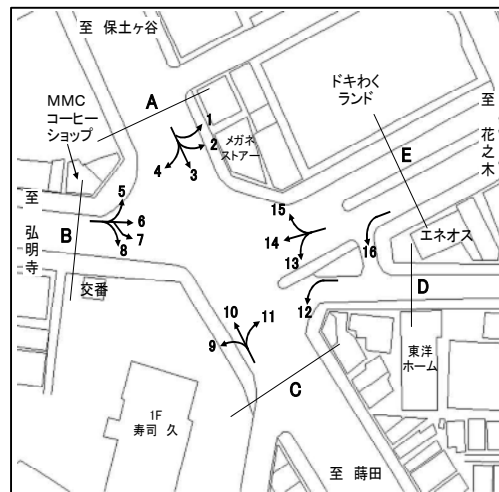 至 保土ヶ谷
ドキわく
ランド
至 花之木
A
MMC
コーヒー
ショップ
1
2
メガネ
ストアー
3
4
E
5
6
7
8
至 弘明寺
B
15
14
13
16
エネオス
D
交番
12
10
11
9
東洋
ホーム
C
1F
寿司 久
至 蒔田